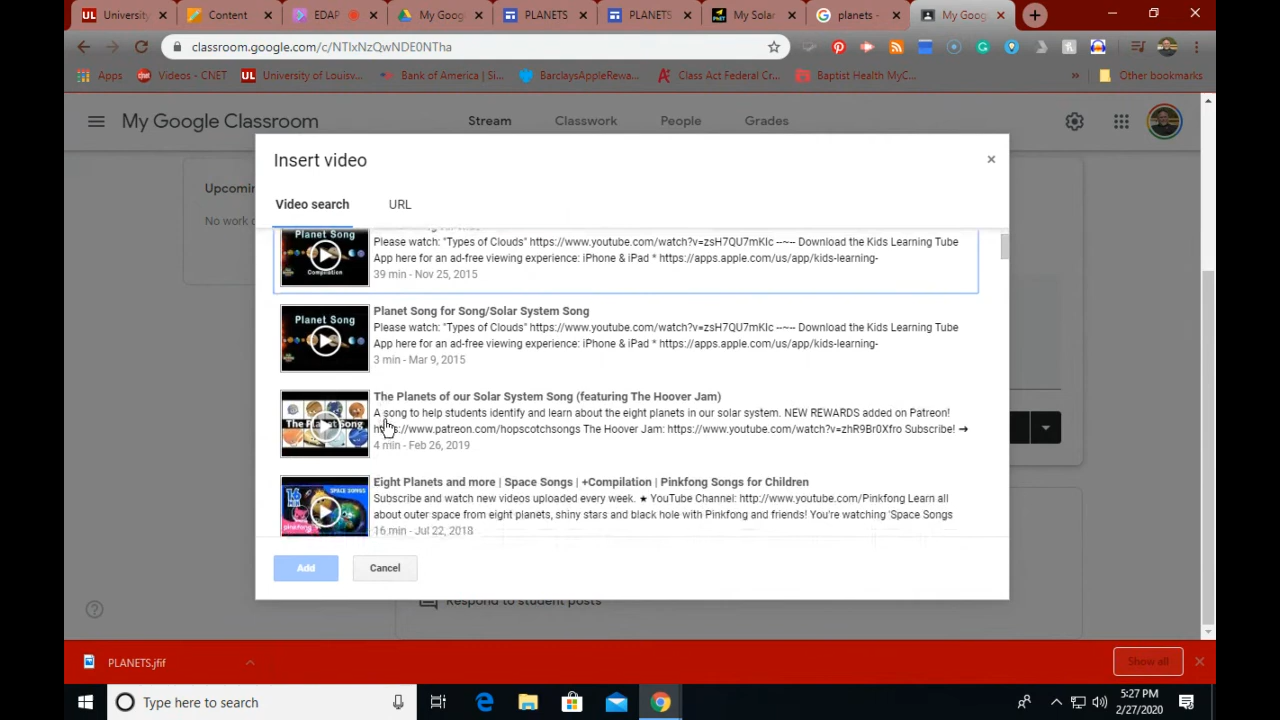 University
Content
EDAP
My Goog
PLANETS
PLANETS
My Solar
planets -
My Goog
classroom.google.com/c/NTIxNzQwNDE0NTha
Apps
Videos - CNET
University of Louisv...
Bank of America | Si...
BarclaysAppleRewa...
Class Act Federal Cr...
Baptist Health MyC...
»
Other bookmarks
My Google Classroom
Stream
Classwork
People
Grades
Insert video
×
Video search
URL
Upcomin
No work d
Planet Song
Compilation
Please watch: "Types of Clouds" https://www.youtube.com/watch?v=zsH7QU7mKIc --~-- Download the Kids Learning Tube
App here for an ad-free viewing experience: iPhone & iPad * https://apps.apple.com/us/app/kids-learning-
39 min - Nov 25, 2015
Planet Song
Planet Song for Song/Solar System Song
Please watch: "Types of Clouds" https://www.youtube.com/watch?v=zsH7QU7mKIc --~-- Download the Kids Learning Tube
App here for an ad-free viewing experience: iPhone & iPad * https://apps.apple.com/us/app/kids-learning-
3 min - Mar 9, 2015
The Planet Song
The Planets of our Solar System Song (featuring The Hoover Jam)
A song to help students identify and learn about the eight planets in our solar system. NEW REWARDS added on Patreon!
https://www.patreon.com/hopscotchsongs The Hoover Jam: https://www.youtube.com/watch?v=zhR9Br0Xfro Subscribe! →
4 min - Feb 26, 2019
16
SPACE SONGS
pinkfong
Eight Planets and more | Space Songs | +Compilation | Pinkfong Songs for Children
Subscribe and watch new videos uploaded every week. ★ YouTube Channel: http://www.youtube.com/Pinkfong Learn all
about outer space from eight planets, shiny stars and black hole with Pinkfong and friends! You're watching 'Space Songs
16 min - Jul 22, 2018
Add
Cancel
Respond to student posts
PLANETS.jfif
Show all
Type here to search
5:27 PM
2/27/2020